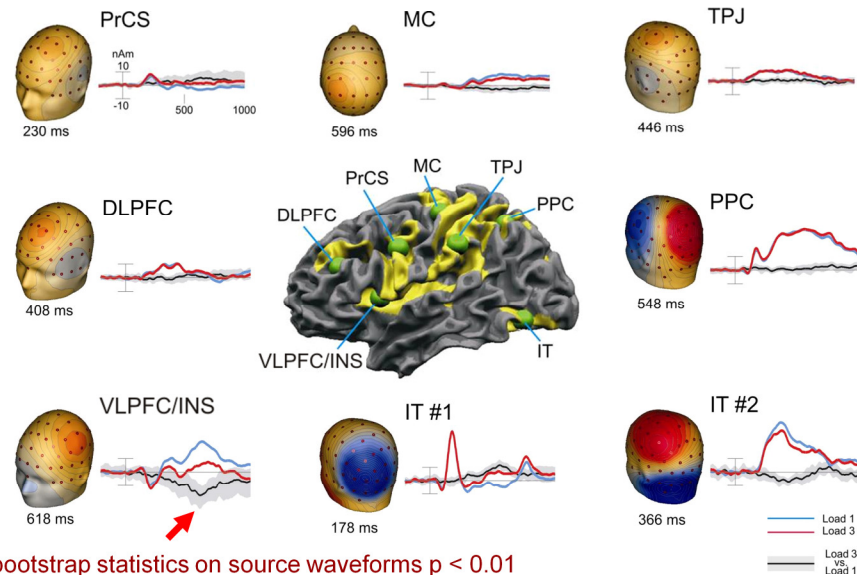 PrCS
MC
TPJ
nAm
10
-10
500
1000
230 ms
596 ms
446 ms
DLPFC
408 ms
PrCS
MC
TPJ
DLPFC
PPC
VLPFC/INS
IT
PPC
548 ms
VLPFC/INS
618 ms
IT #1
178 ms
IT #2
366 ms
Load 1
Load 3
Load 3
vs.
Load 1
bootstrap statistics on source waveforms p < 0.01